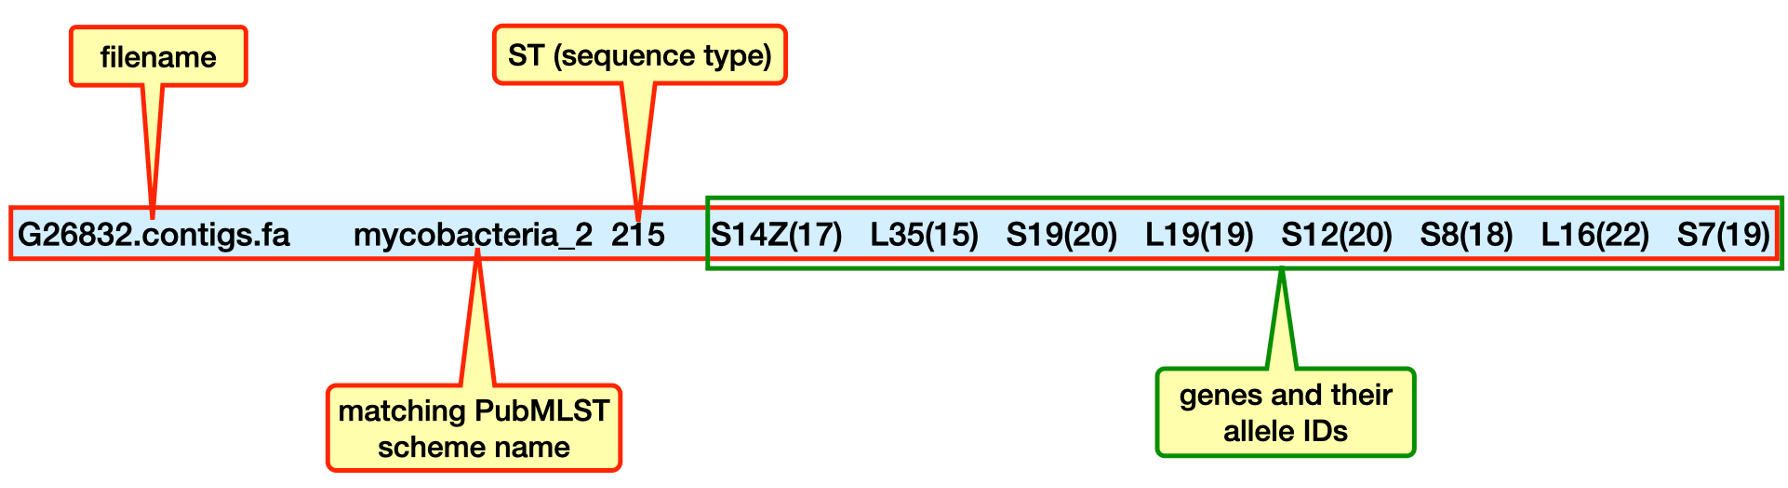 filename
ST (sequence type)
G26832.contigs.fa mycobacteria_2 215 S14Z(17) L35(15) S19(20) L19(19) S12(20) S8(18) L16(22) S7(19)
matching PubMLST
scheme name
genes and their
allele IDs